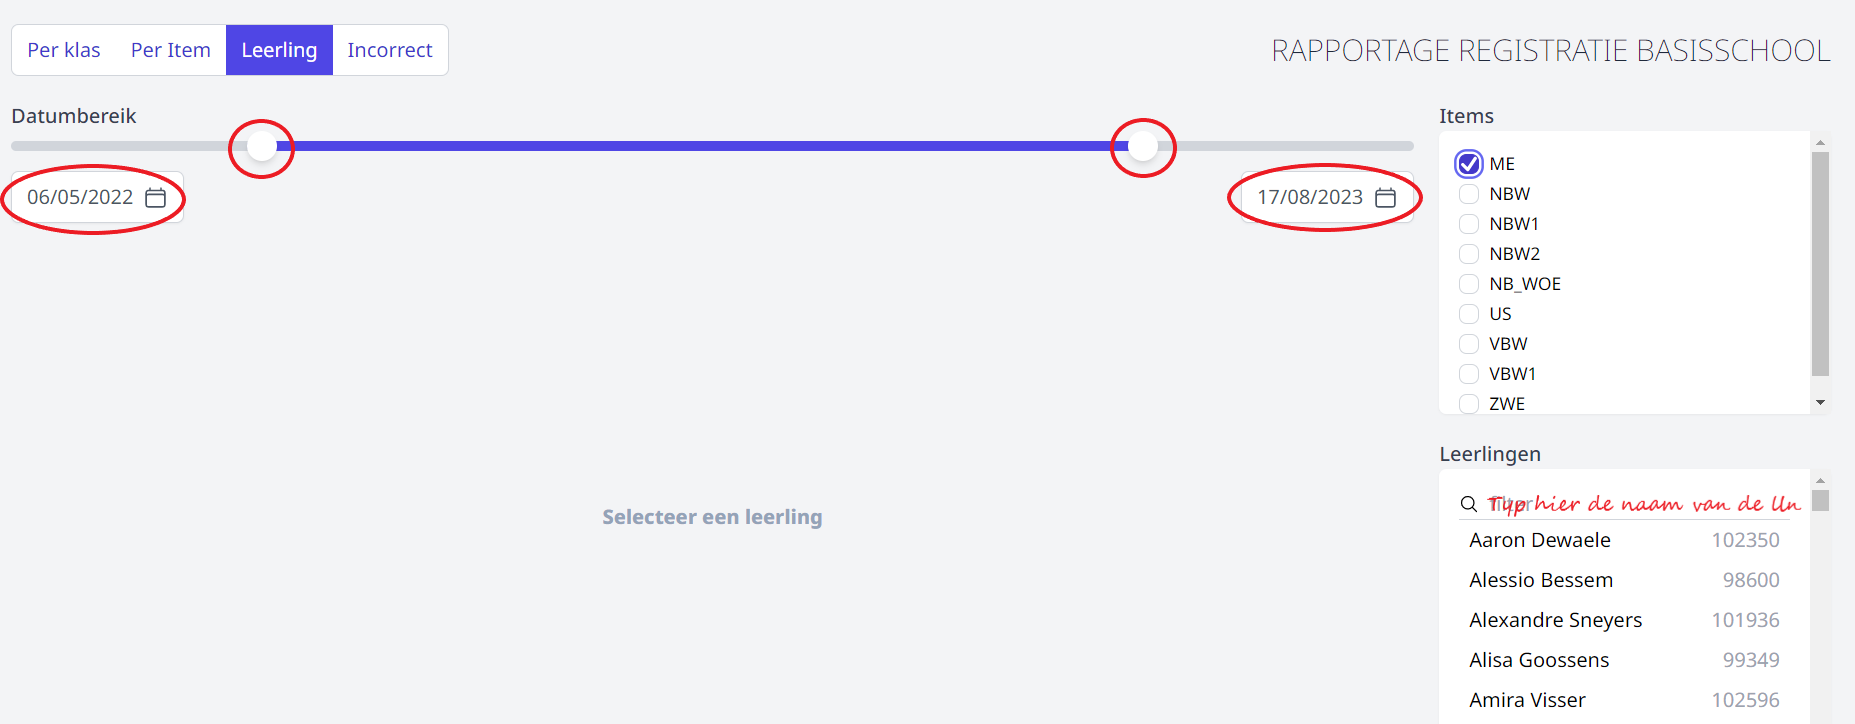 Per klas Per Item Leerling Incorrect
RAPPORTAGE REGISTRATIE BASISSCHOOL
Datumbereik
06/05/2022
17/08/2023
Selecteer een leerling
Items
ME
NBW
NBW1
NBW2
NB_WOE
US
VBW
VBW1
ZWE
Leerlingen
Typ hier de naam van de lln
Aaron Dewaele 102350
Alessio Bessem 98600
Alexandre Sneyers 101936
Alisa Goossens 99349
Amira Visser 102596